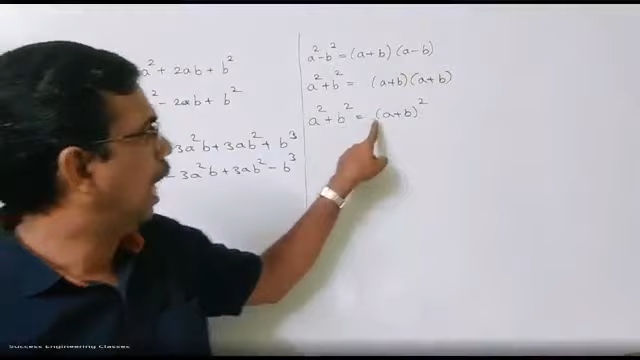 a² + 2ab + b²
² - 2ab + b²
3a²b + 3ab² + b³
- 3a²b + 3ab² - b³
a² - b² = (a+b) (a-b)
a² + b² = (a+b)(a+b)
a² + b² = (a+b)²
Success Engineering Classes